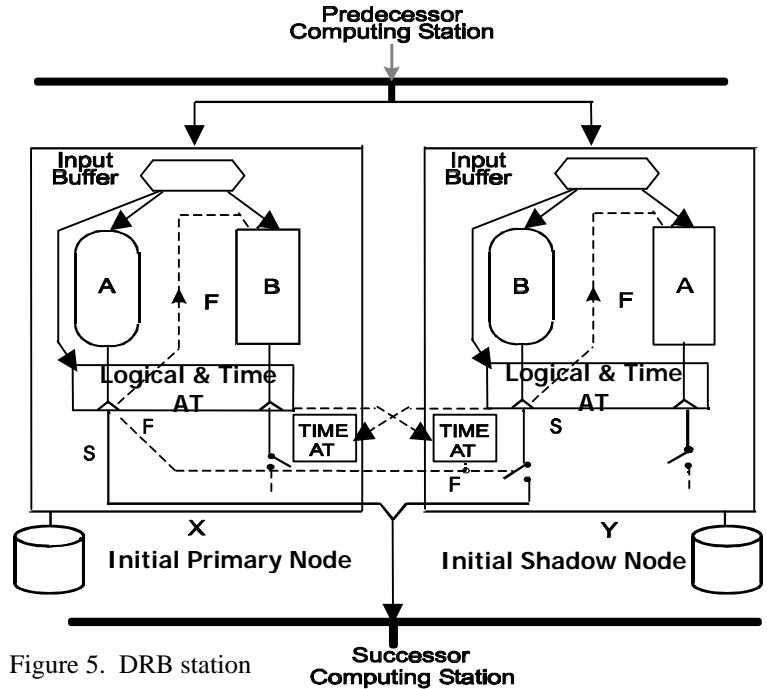 Predecessor
Computing Station
Input
Buffer
A
B
F
Logical & Time
AT
F
S
TIME
AT
X
Initial Primary Node
Input
Buffer
B
A
F
Logical & Time
AT
S
TIME
AT
F
Y
Initial Shadow Node
Successor
Computing Station
Figure 5. DRB station